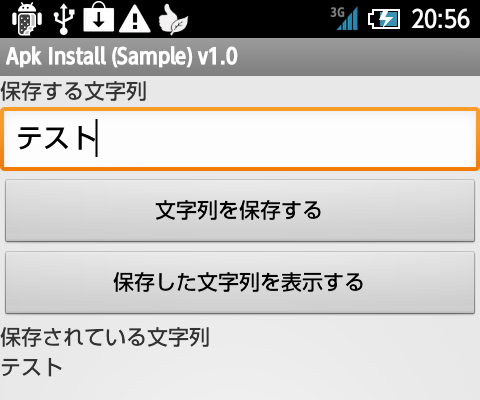 3G 20:56
Apk Install (Sample) v1.0
保存する文字列
テスト
文字列を保存する
保存した文字列を表示する
保存されている文字列
テスト